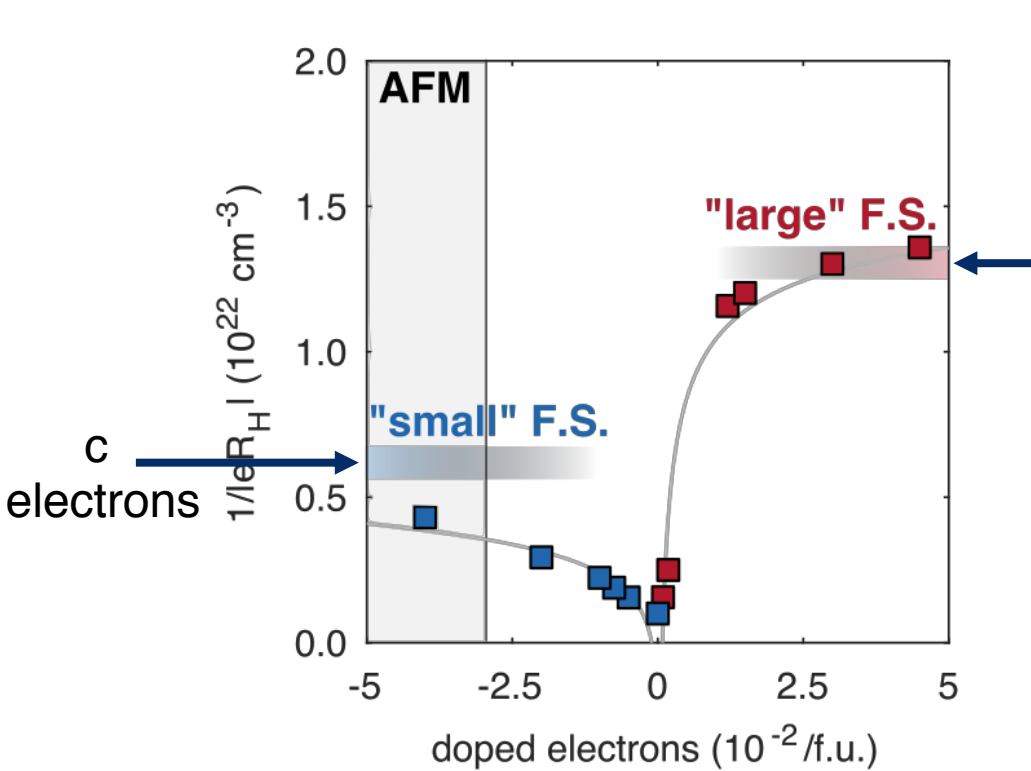 2.0
AFM
1.5
"large" F.S.
1.0
"small" F.S.
c
electrons
0.5
0.0
1/|eR_H| (10^22 cm^-3)
-5
-2.5
0
2.5
5
doped electrons (10^-2/f.u.)